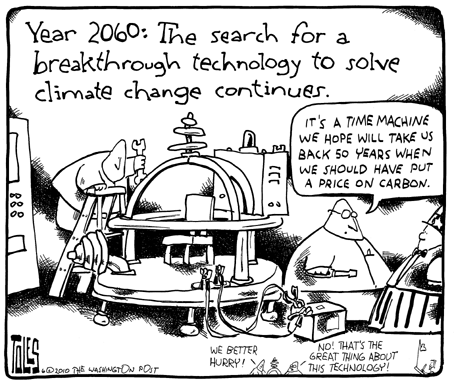 Year 2060: The search for a
breakthrough technology to solve
climate change continues.
IT'S A TIME MACHINE
WE HOPE WILL TAKE US
BACK 50 YEARS WHEN
WE SHOULD HAVE PUT
A PRICE ON CARBON.
TOLES
©2010 THE WASHINGTON POST
WE BETTER
HURRY!
NO! THAT'S THE
GREAT THING ABOUT
THIS TECHNOLOGY!